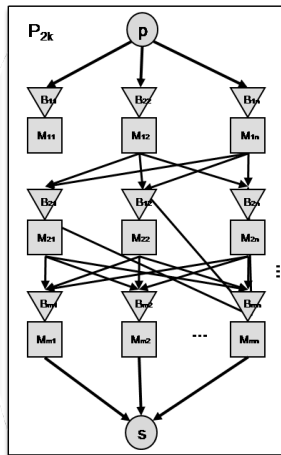 P2k
p
B11 B22 B1n
M11 M12 M1n
B21 B12 B2n
M21 M22 M2n
Bm1 Bm2 Bmn
Mm1 Mm2 ... Mmn
s